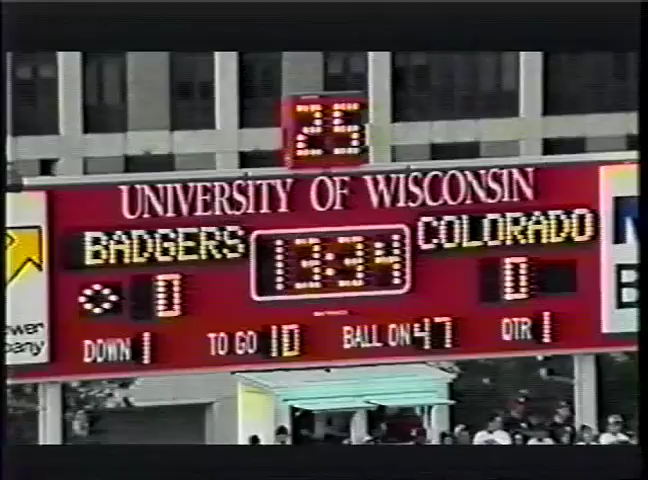 25
UNIVERSITY OF WISCONSIN
BADGERS 13:34 COLORADO
0 0
DOWN 1 TO GO 10 BALL ON 47 QTR 1